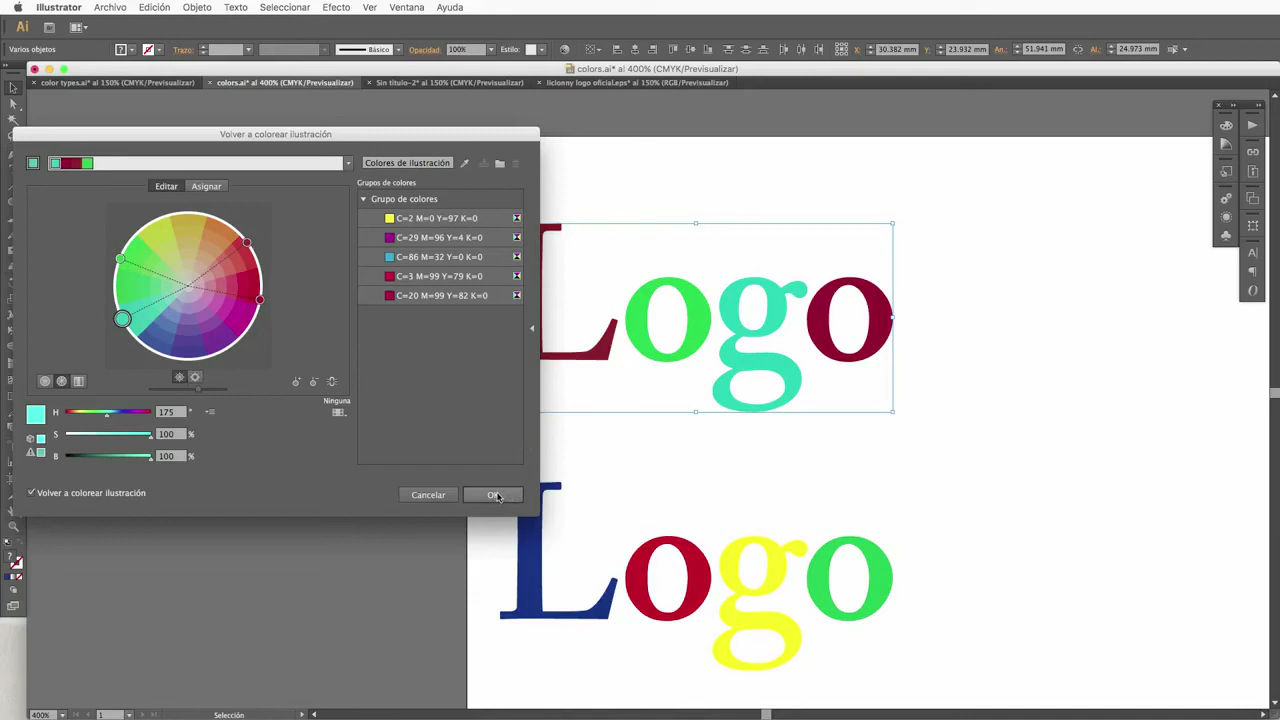 Illustrator Archivo Edición Objeto Texto Seleccionar Efecto Ver Ventana Ayuda
Ai Br
Varios objetos ? Trazo: Básico Opacidad: 100% Estilo: X: 30.382 mm Y: 23.932 mm An.: 51.941 mm Al.: 24.973 mm
colors.ai* al 400% (CMYK/Previsualizar)
× color types.ai* al 150% (CMYK/Previsualizar) × colors.ai* al 400% (CMYK/Previsualizar) × Sin título-2* al 150% (CMYK/Previsualizar) × liclonny logo oficial.eps* al 150% (RGB/Previsualizar)
Volver a colorear ilustración
Colores de ilustración
Editar Asignar
Grupos de colores
Grupo de colores
C=2 M=0 Y=97 K=0
C=29 M=96 Y=4 K=0
C=86 M=32 Y=0 K=0
C=3 M=99 Y=79 K=0
C=20 M=99 Y=82 K=0
Logo
Ninguna
H 175 °
S 100 %
B 100 %
Volver a colorear ilustración
Cancelar OK
Logo
400% 1 Selección